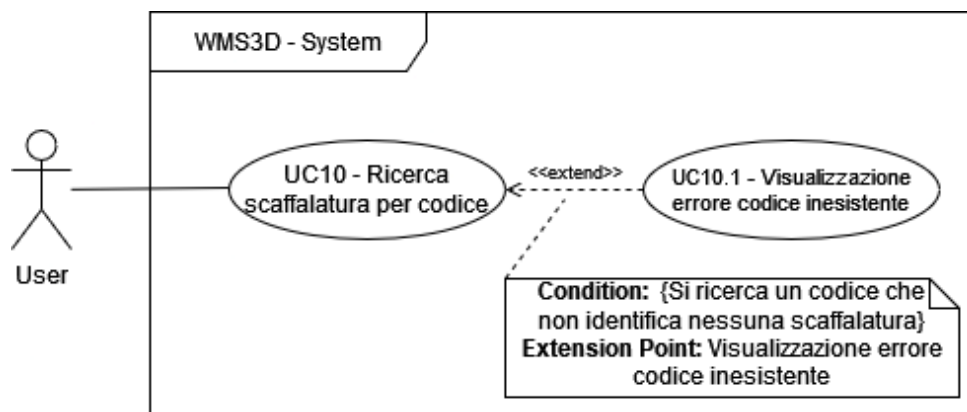 WMS3D - System
UC10 - Ricerca
scaffalatura per codice
<<extend>>
UC10.1 - Visualizzazione
errore codice inesistente
User
Condition: {Si ricerca un codice che
non identifica nessuna scaffalatura}
Extension Point: Visualizzazione errore
codice inesistente